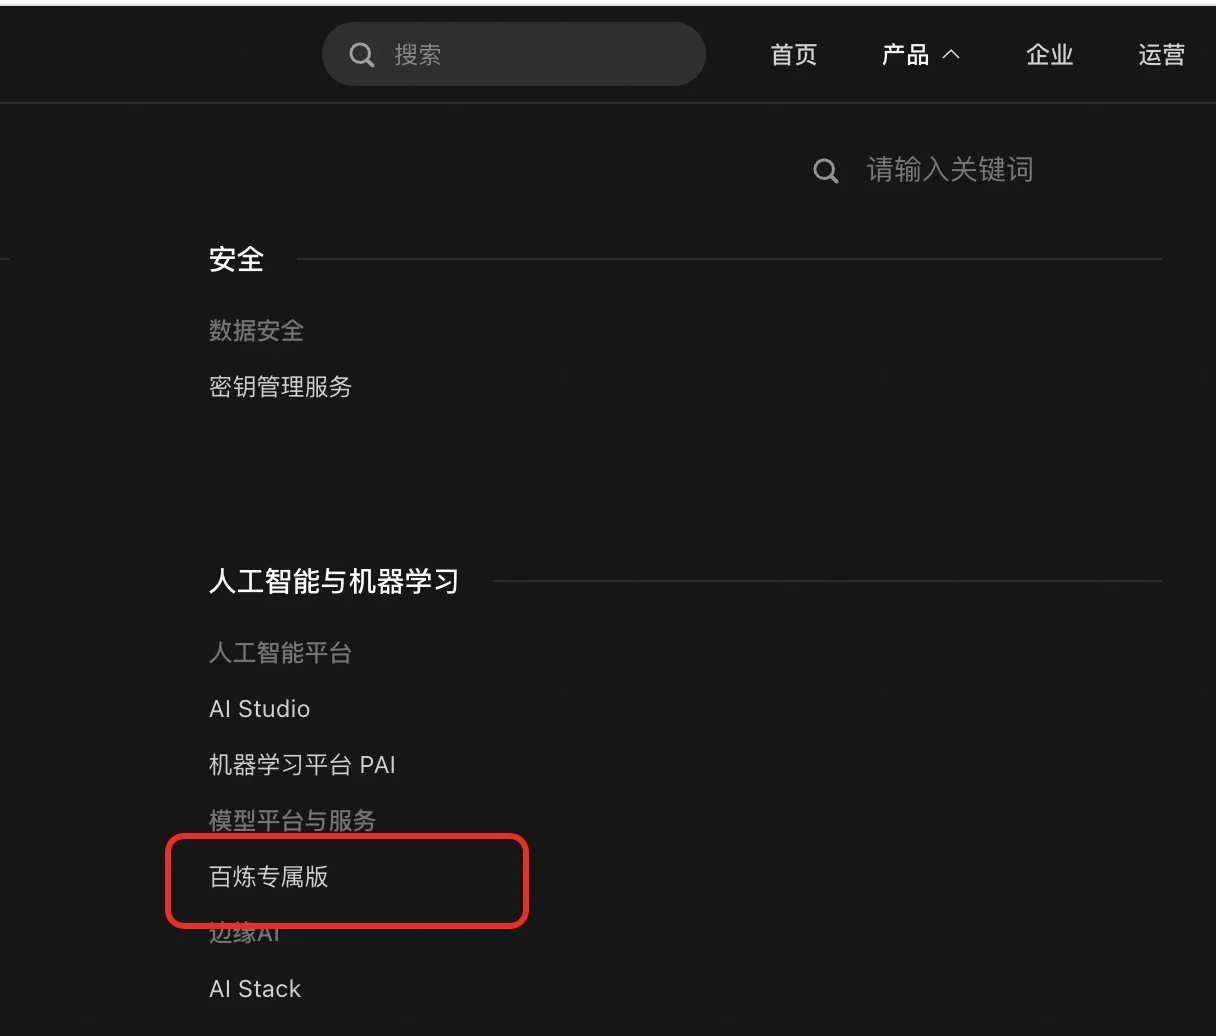 搜索 首页 产品 企业 运营
请输入关键词
安全
数据安全
密钥管理服务
人工智能与机器学习
人工智能平台
AI Studio
机器学习平台 PAI
模型平台与服务
百炼专属版
边缘AI
AI Stack